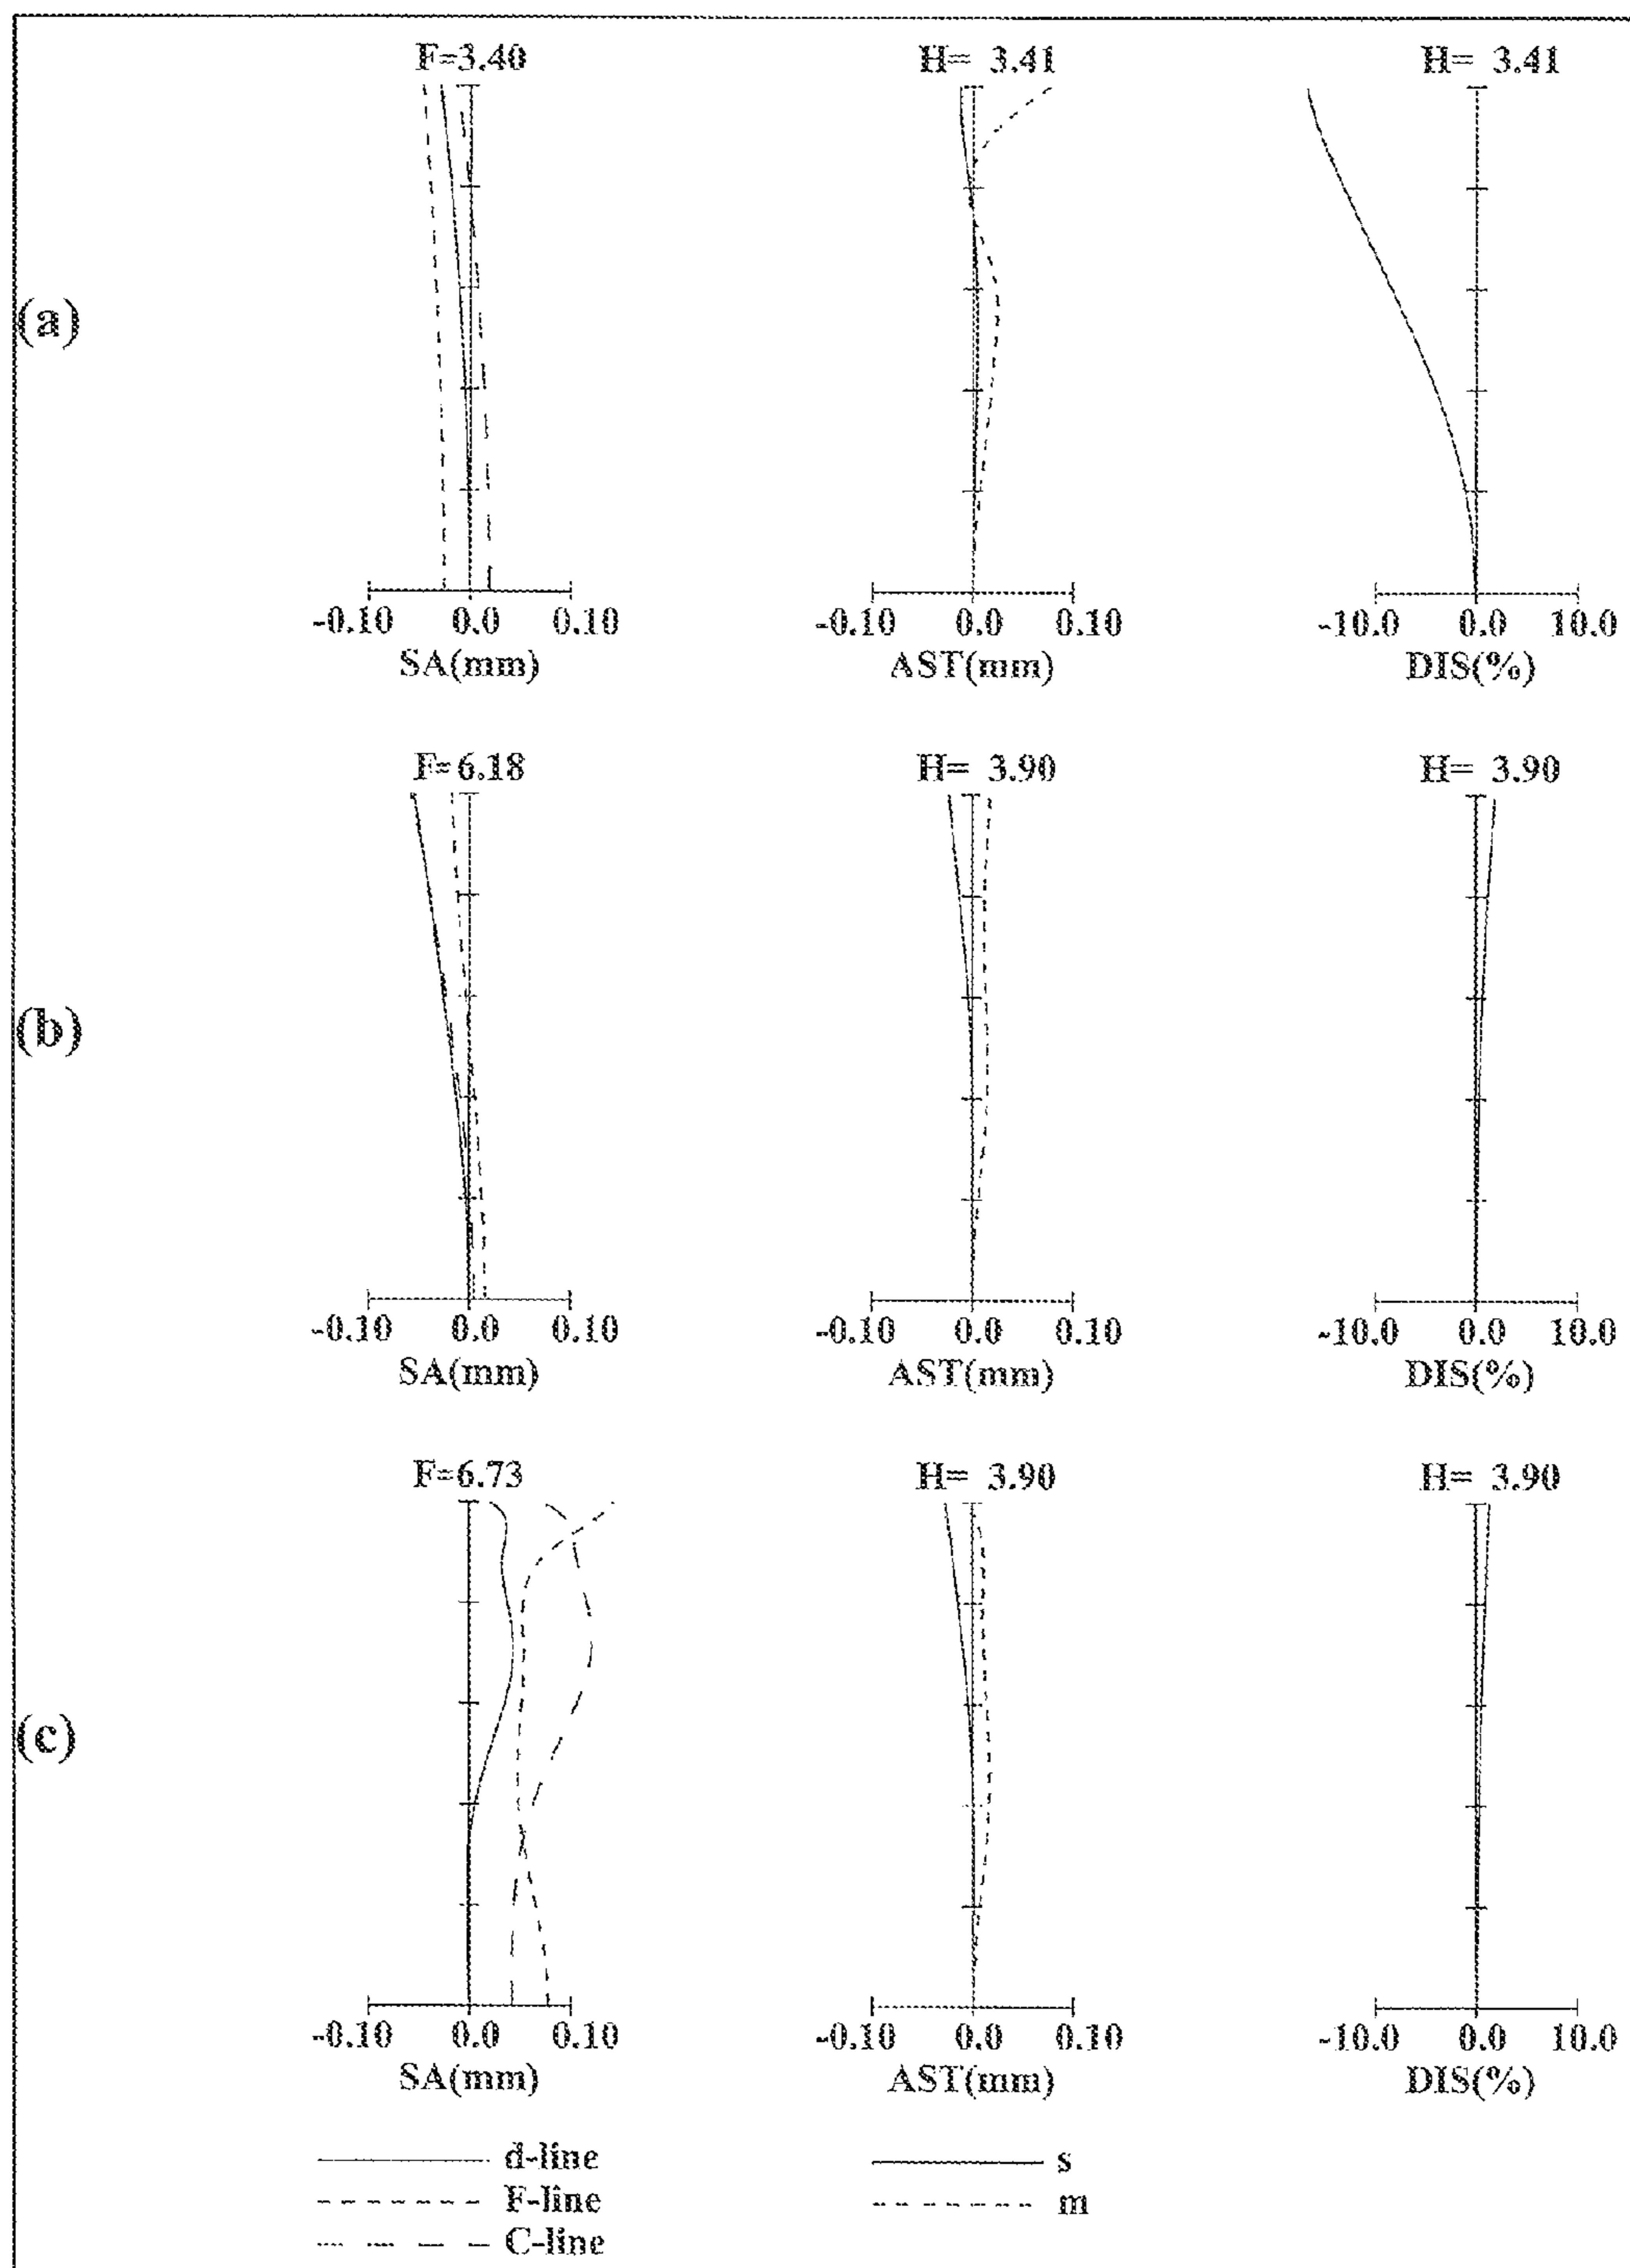 (a)
F=3.40 H= 3.41 H= 3.41
-0.10 0.0 0.10 -0.10 0.0 0.10 -10.0 0.0 10.0
SA(mm) AST(mm) DIS(%)
(b)
F=6.18 H= 3.90 H= 3.90
-0.10 0.0 0.10 -0.10 0.0 0.10 -10.0 0.0 10.0
SA(mm) AST(mm) DIS(%)
(c)
F=6.73 H= 3.90 H= 3.90
-0.10 0.0 0.10 -0.10 0.0 0.10 -10.0 0.0 10.0
SA(mm) AST(mm) DIS(%)
d-line s
F-line m
C-line